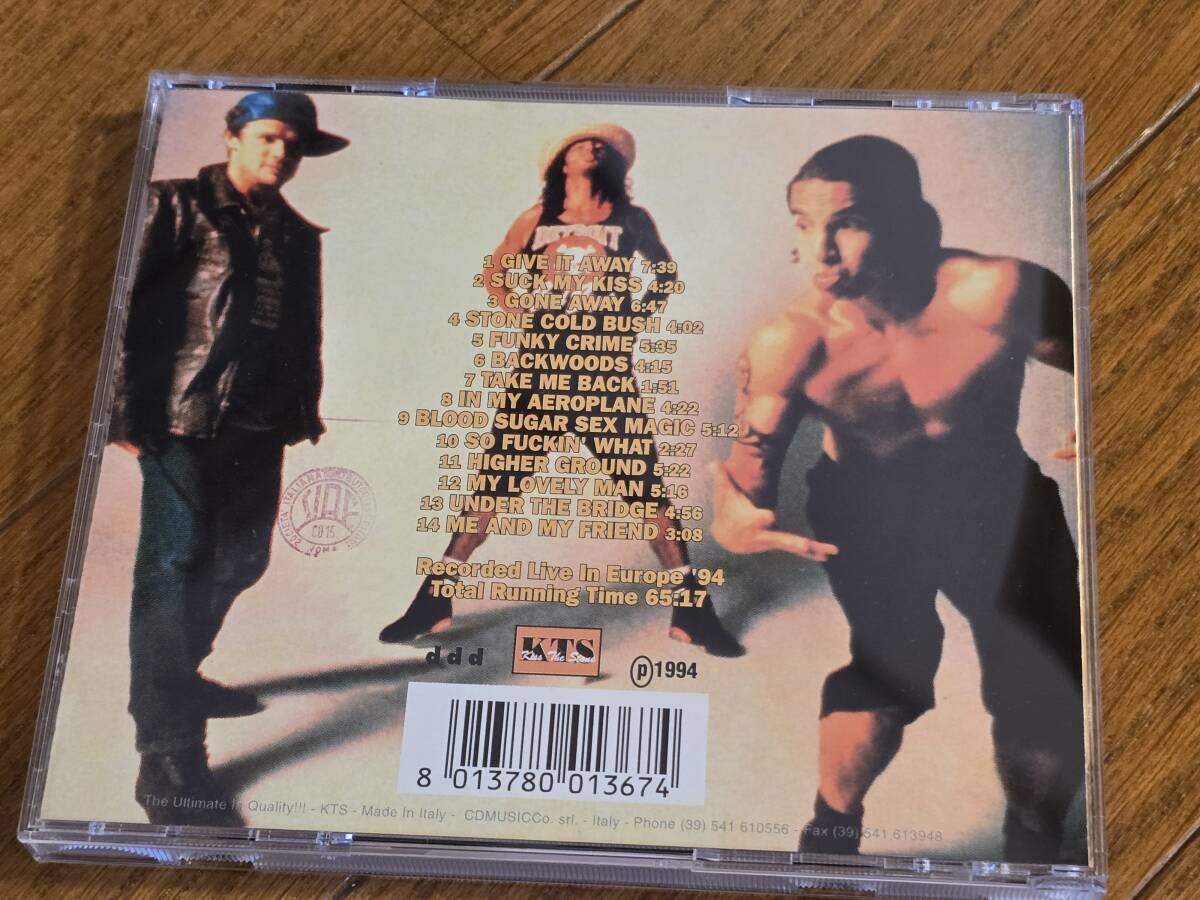 DETROIT
1 GIVE IT AWAY 7:39
2 SUCK MY KISS 4:20
3 GONE AWAY 6:47
4 STONE COLD BUSH 4:02
5 FUNKY CRIME 5:35
6 BACKWOODS 4:15
7 TAKE ME BACK 1:51
8 IN MY AEROPLANE 4:22
9 BLOOD SUGAR SEX MAGIC 5:12
10 SO FUCKIN' WHAT 2:27
11 HIGHER GROUND 5:22
12 MY LOVELY MAN 5:16
13 UNDER THE BRIDGE 4:56
14 ME AND MY FRIEND 3:08
SOCIETA ITALIANA
CD 15
Recorded Live In Europe '94
Total Running Time 65:17
d d d
KTS
Kiss The Stone
℗1994
8 013780 013674
The Ultimate In Quality!!! - KTS - Made In Italy - CDMUSICCo. srl. - Italy - Phone (39) 541 610556 - Fax (39) 541 613948